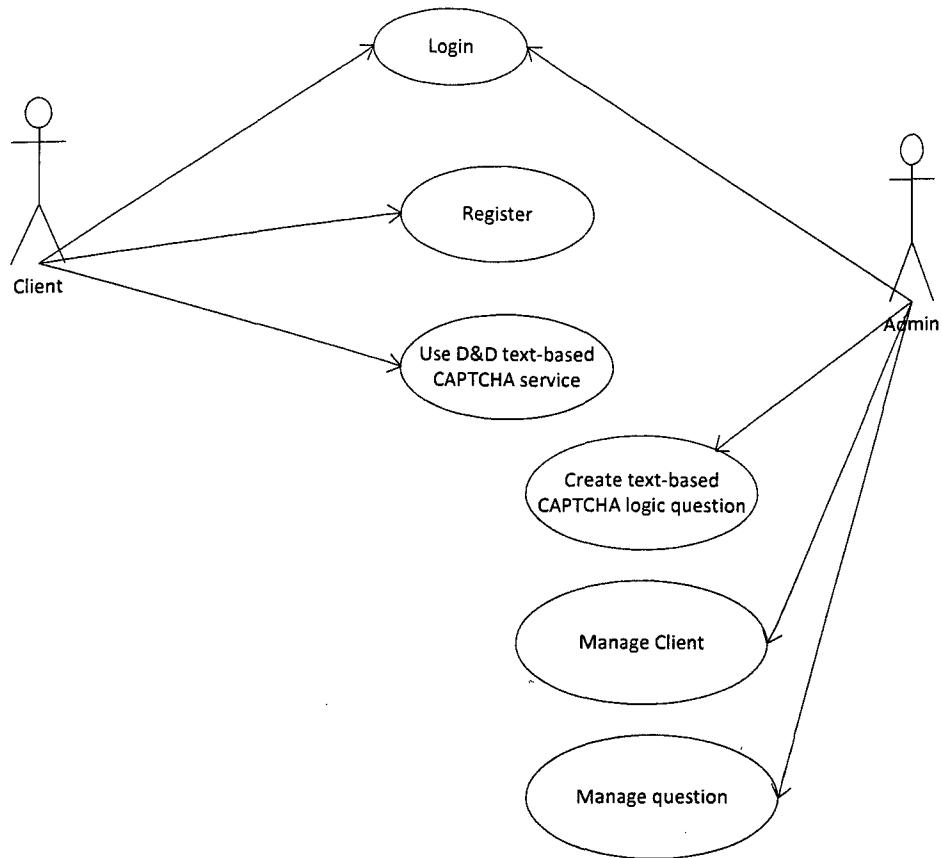 Login
Register
Client
Admin
Use D&D text-based
CAPTCHA service
Create text-based
CAPTCHA logic question
Manage Client
Manage question